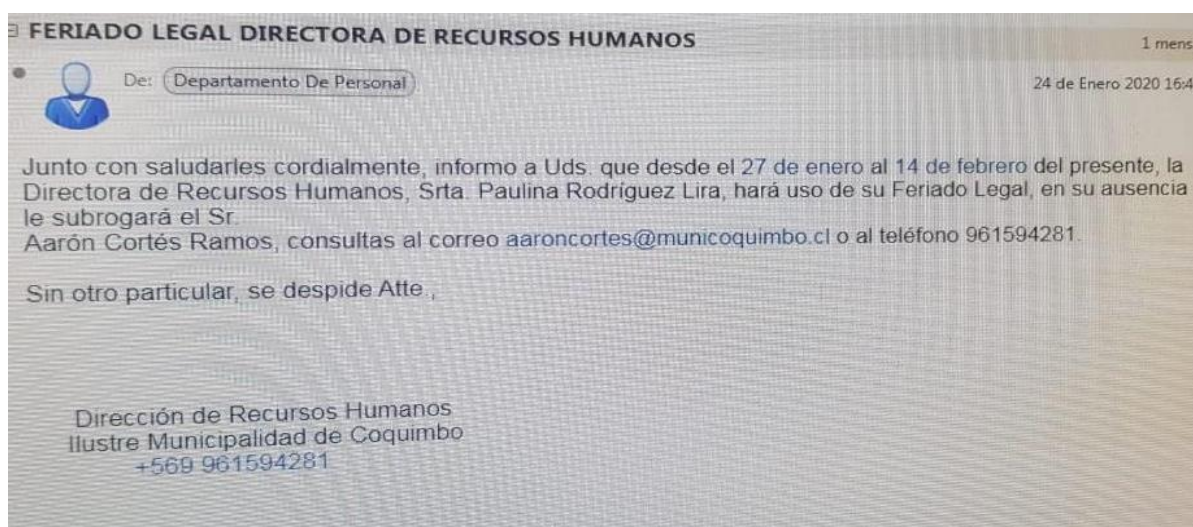 FERIADO LEGAL DIRECTORA DE RECURSOS HUMANOS
1 mens
De: Departamento De Personal
24 de Enero 2020 16:4
Junto con saludarles cordialmente, informo a Uds. que desde el 27 de enero al 14 de febrero del presente, la
Directora de Recursos Humanos, Srta. Paulina Rodríguez Lira, hará uso de su Feriado Legal, en su ausencia
le subrogará el Sr.
Aarón Cortés Ramos, consultas al correo aaroncortes@municoquimbo.cl o al teléfono 961594281.
Sin otro particular, se despide Atte.,
Dirección de Recursos Humanos
Ilustre Municipalidad de Coquimbo
+569 961594281